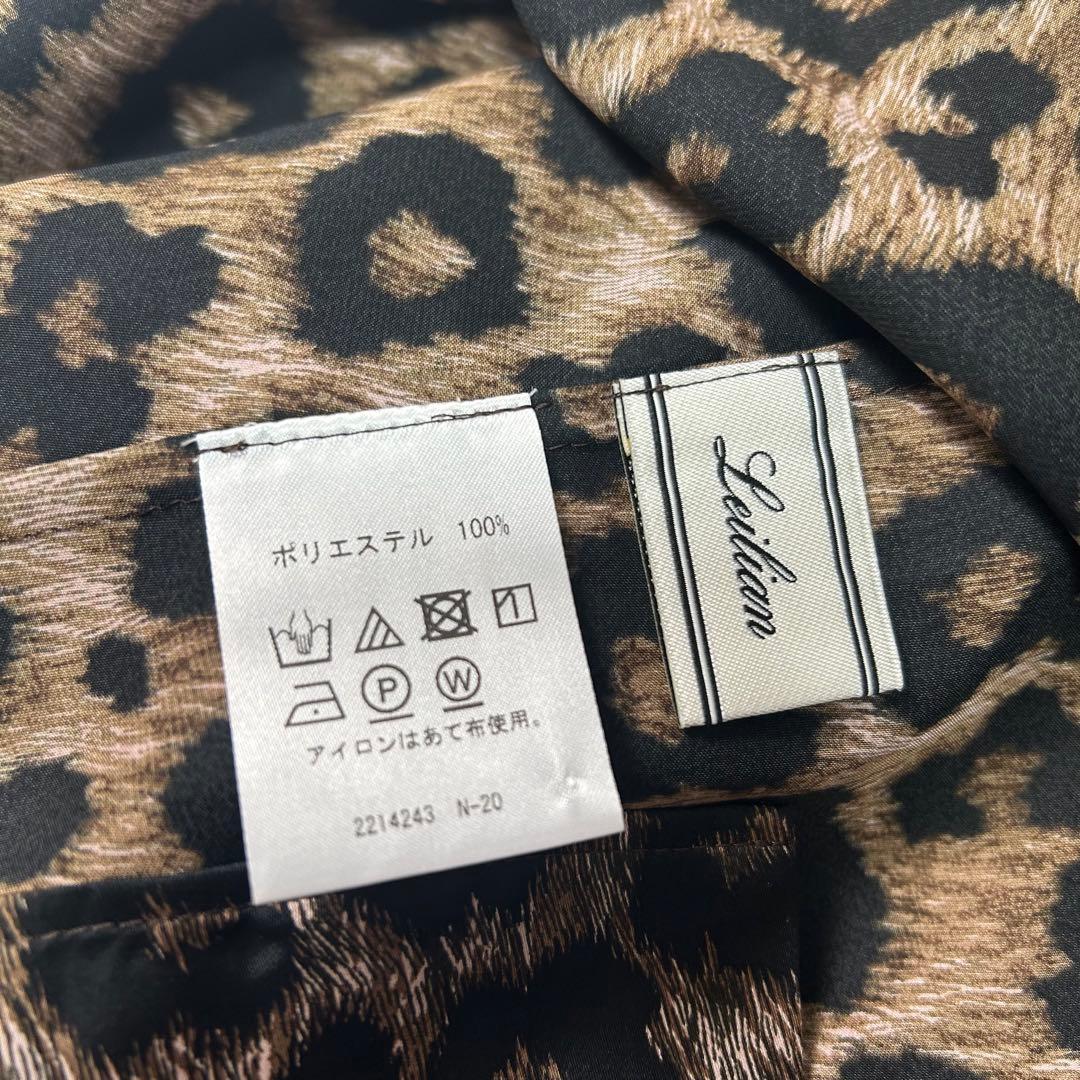 ポリエステル 100%
P W
アイロンはあて布使用。
2214243 N-20
Leilian